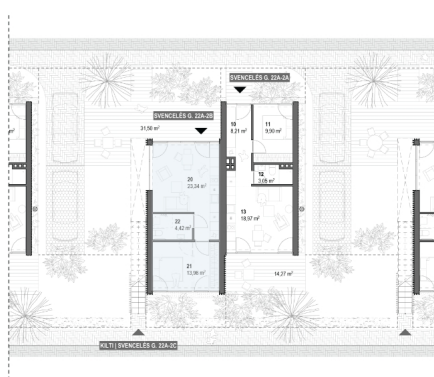 SVENCELĖS G. 22A-2A
SVENCELĖS G. 22A-2B
31,50 m²
10
8,21 m²
11
9,90 m²
12
3,05 m²
20
23,34 m²
13
18,97 m²
22
4,42 m²
21
13,96 m²
14,27 m²
KILTI | SVENCELĖS G. 22A-2C